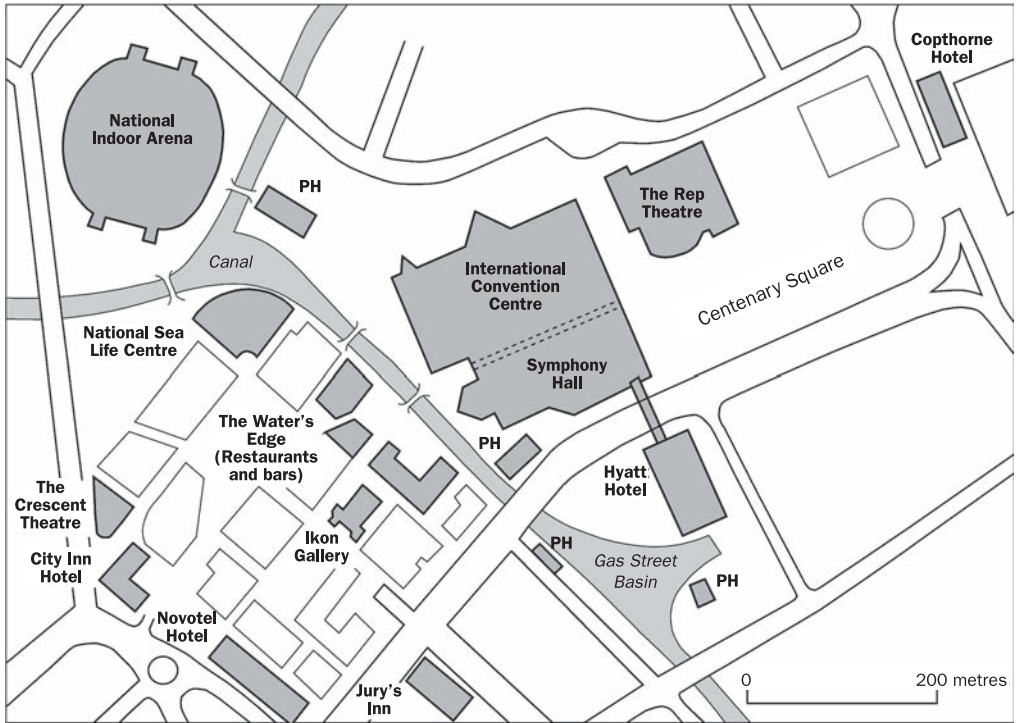 Copthorne
Hotel
National
Indoor Arena
PH
The Rep
Theatre
Canal
International
Convention
Centre
Centenary Square
National Sea
Life Centre
Symphony
Hall
The Water's
Edge
(Restaurants
and bars)
PH
Hyatt
Hotel
The
Crescent
Theatre
Ikon
Gallery
PH
City Inn
Hotel
Gas Street
Basin
PH
Novotel
Hotel
Jury's
Inn
0 200 metres